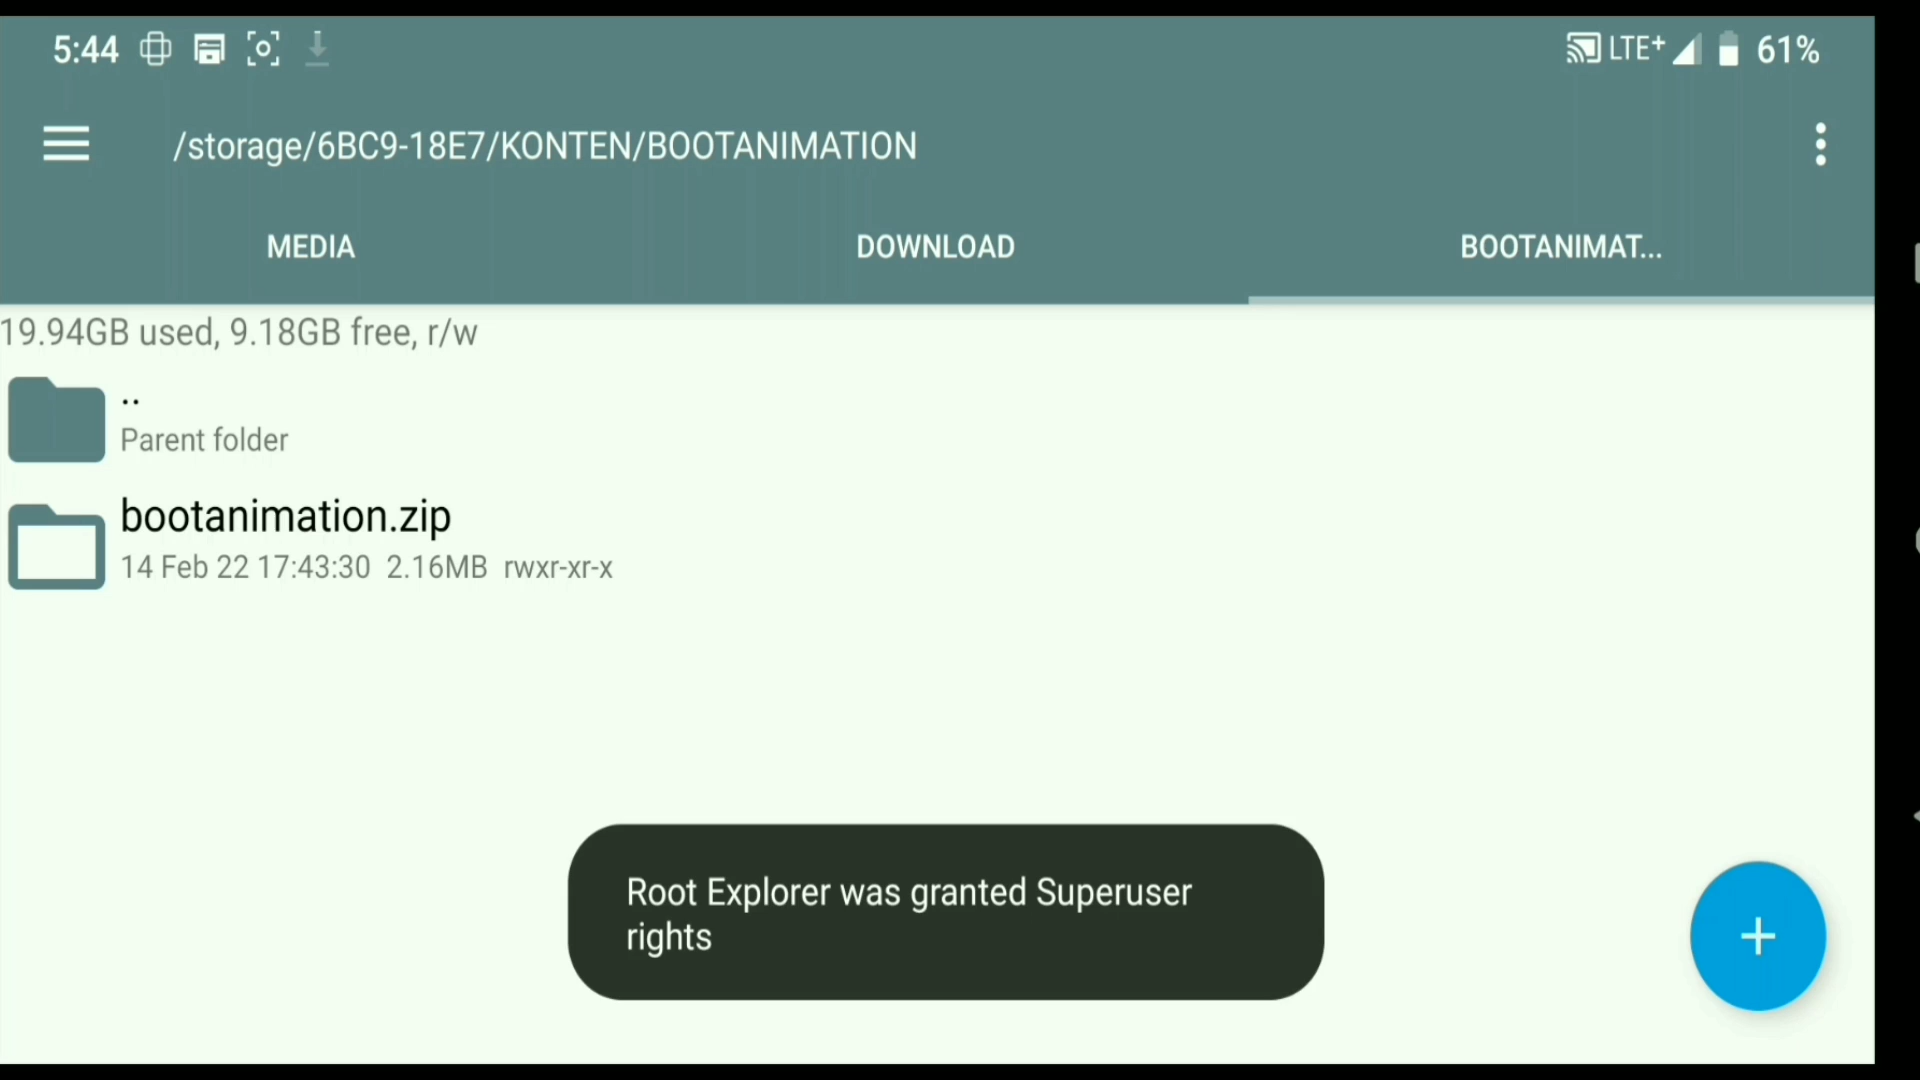 5:44
LTE+ 61%
/storage/6BC9-18E7/KONTEN/BOOTANIMATION
MEDIA
DOWNLOAD
BOOTANIMAT...
19.94GB used, 9.18GB free, r/w
..
Parent folder
bootanimation.zip
14 Feb 22 17:43:30 2.16MB rwxr-xr-x
Root Explorer was granted Superuser
rights